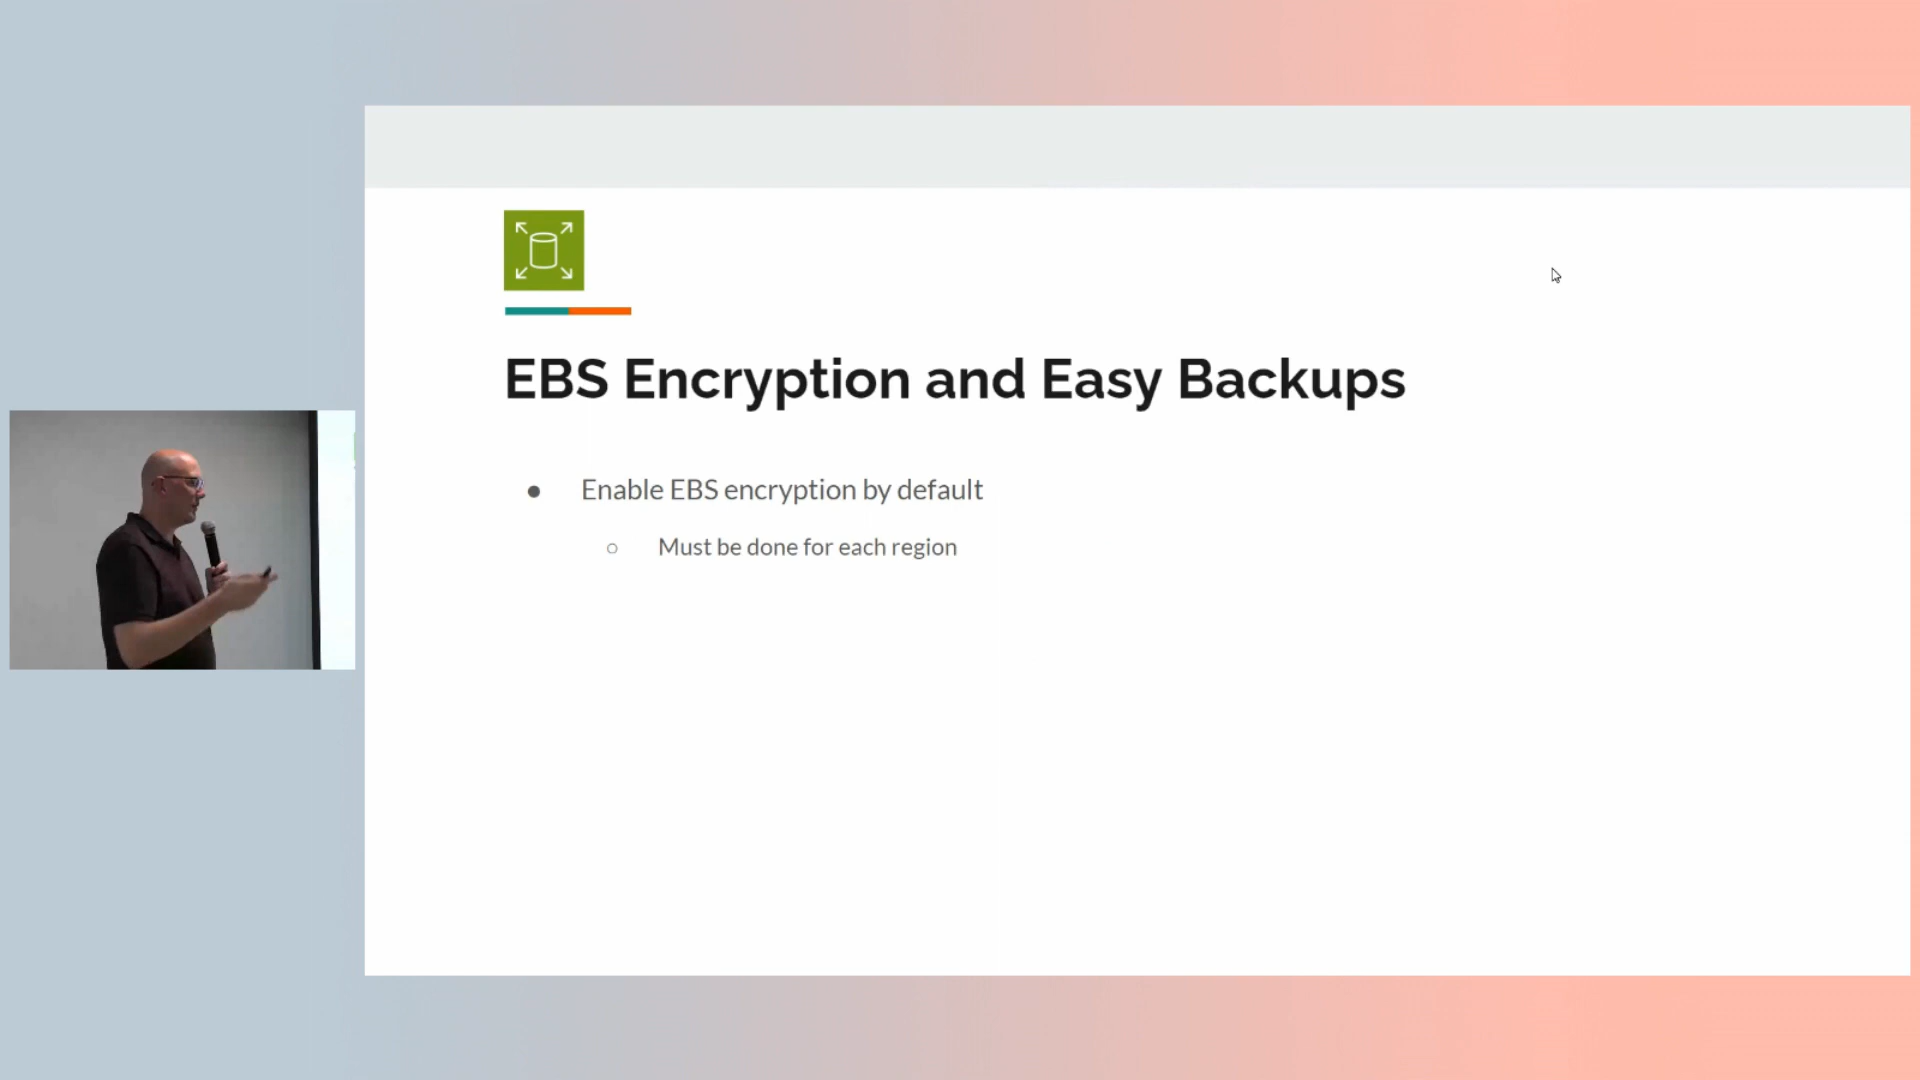 EBS Encryption and Easy Backups
Enable EBS encryption by default
Must be done for each region